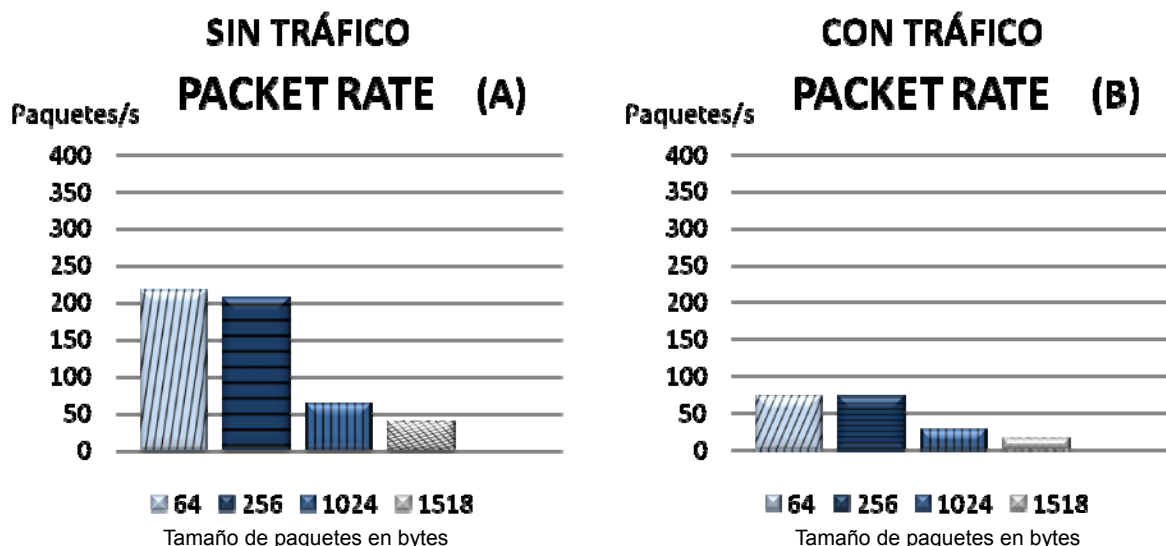 SIN TRÁFICO
PACKET RATE (A)
Paquetes/s
400
350
300
250
200
150
100
50
0
64 256 1024 1518
Tamaño de paquetes en bytes
CON TRÁFICO
PACKET RATE (B)
Paquetes/s
400
350
300
250
200
150
100
50
0
64 256 1024 1518
Tamaño de paquetes en bytes